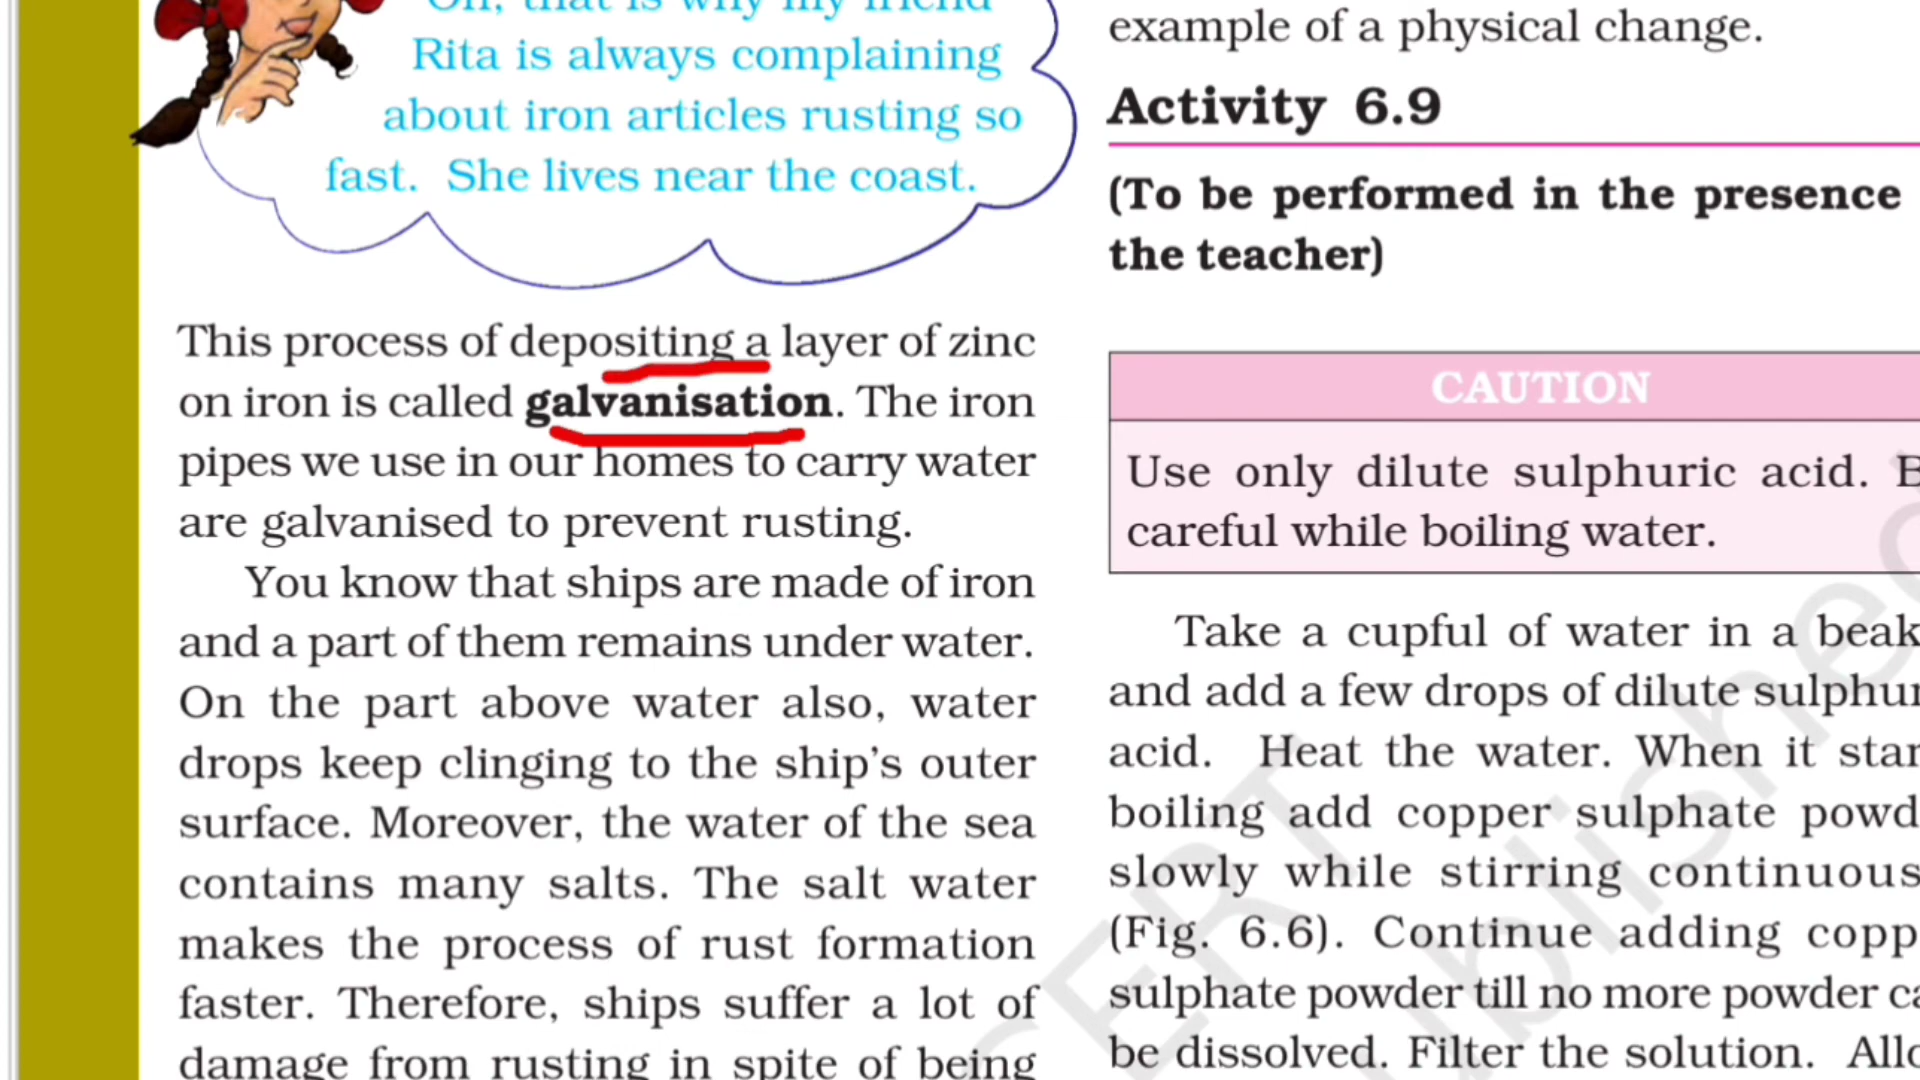 Oh, that is why my friend
Rita is always complaining
about iron articles rusting so
fast. She lives near the coast.
This process of depositing a layer of zinc
on iron is called galvanisation. The iron
pipes we use in our homes to carry water
are galvanised to prevent rusting.
You know that ships are made of iron
and a part of them remains under water.
On the part above water also, water
drops keep clinging to the ship's outer
surface. Moreover, the water of the sea
contains many salts. The salt water
makes the process of rust formation
faster. Therefore, ships suffer a lot of
damage from rusting in spite of being
example of a physical change.
Activity 6.9
(To be performed in the presence
the teacher)
CAUTION
Use only dilute sulphuric acid.
careful while boiling water.
Take a cupful of water in a
and add a few drops of dilute
acid. Heat the water. When it
boiling add copper sulphate
slowly while stirring
(Fig. 6.6). Continue adding
sulphate powder till no more powder
be dissolved. Filter the solution.